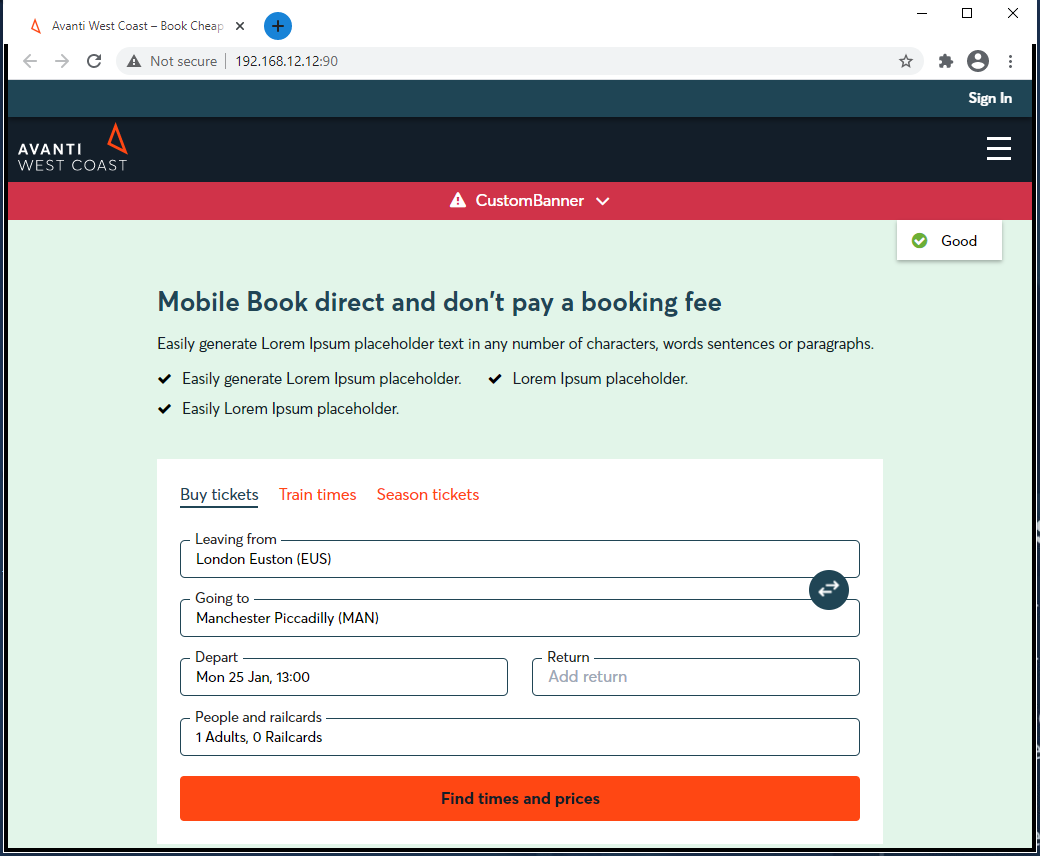 Avanti West Coast – Book Cheap
Not secure
192.168.12.12:90
Sign In
AVANTI
WEST COAST
CustomBanner
Good
Mobile Book direct and don't pay a booking fee
Easily generate Lorem Ipsum placeholder text in any number of characters, words sentences or paragraphs.
Easily generate Lorem Ipsum placeholder.
Lorem Ipsum placeholder.
Easily Lorem Ipsum placeholder.
Buy tickets
Train times
Season tickets
Leaving from
London Euston (EUS)
Going to
Manchester Piccadilly (MAN)
Depart
Mon 25 Jan, 13:00
Return
Add return
People and railcards
1 Adults, 0 Railcards
Find times and prices